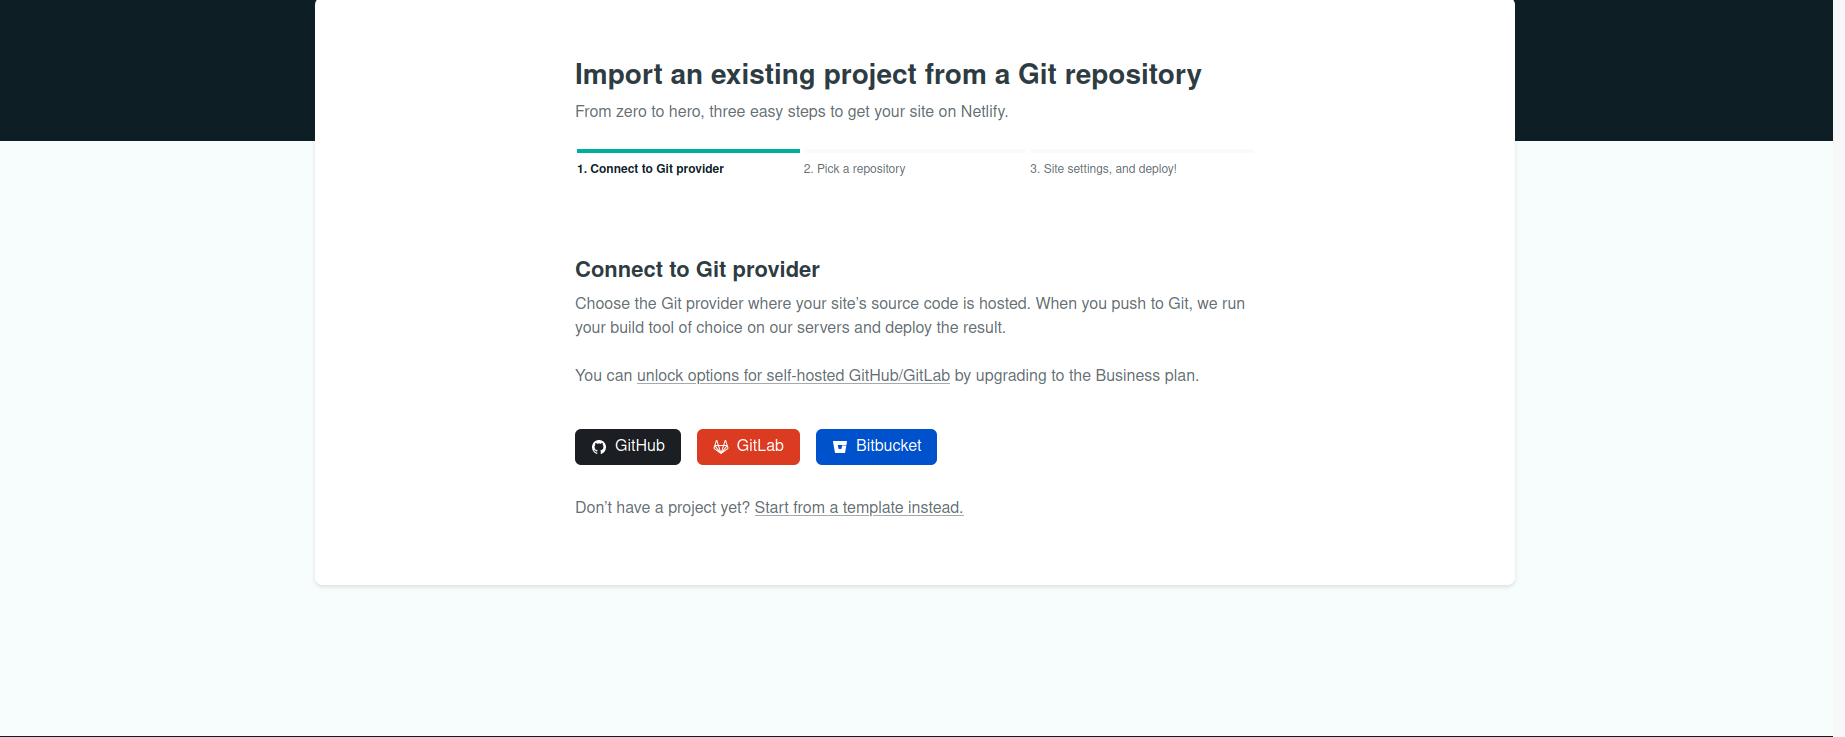 Import an existing project from a Git repository
From zero to hero, three easy steps to get your site on Netlify.
1. Connect to Git provider
2. Pick a repository
3. Site settings, and deploy!
Connect to Git provider
Choose the Git provider where your site’s source code is hosted. When you push to Git, we run
your build tool of choice on our servers and deploy the result.
You can unlock options for self-hosted GitHub/GitLab by upgrading to the Business plan.
GitHub
GitLab
Bitbucket
Don’t have a project yet? Start from a template instead.